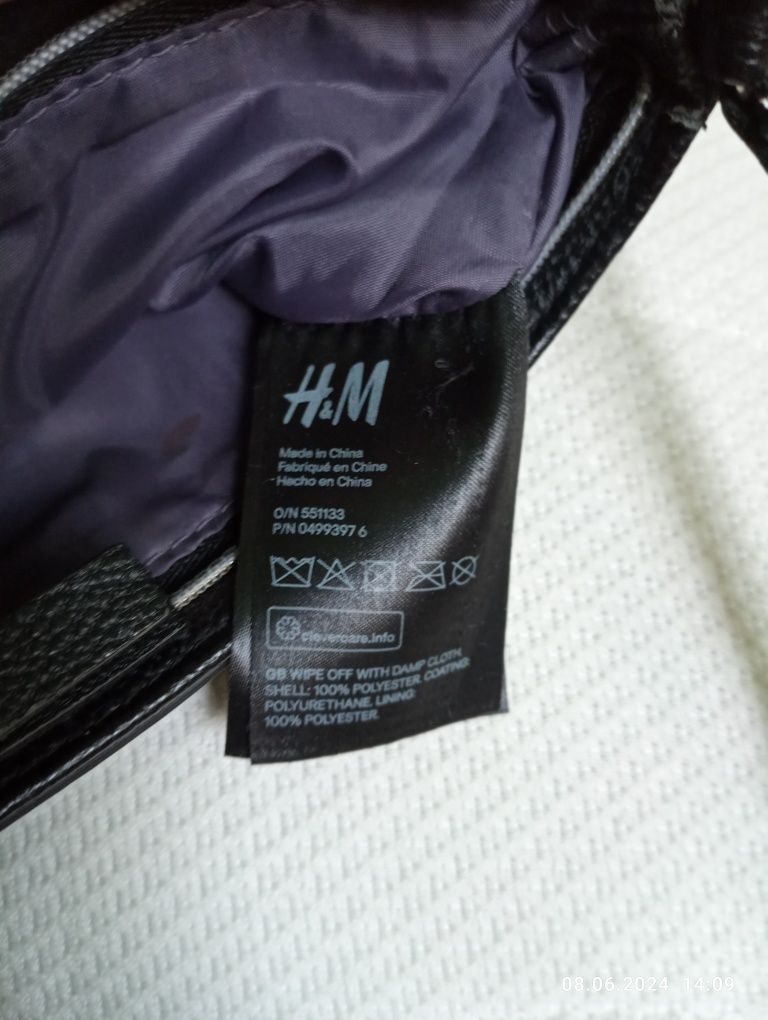 H&M
Made in China
Fabriqué en Chine
Hecho en China
O/N 551133
P/N 0499397 6
clevercare.info
GB WIPE OFF WITH DAMP CLOTH.
SHELL: 100% POLYESTER. COATING:
POLYURETHANE. LINING:
100% POLYESTER.
08.06.2024 14:09